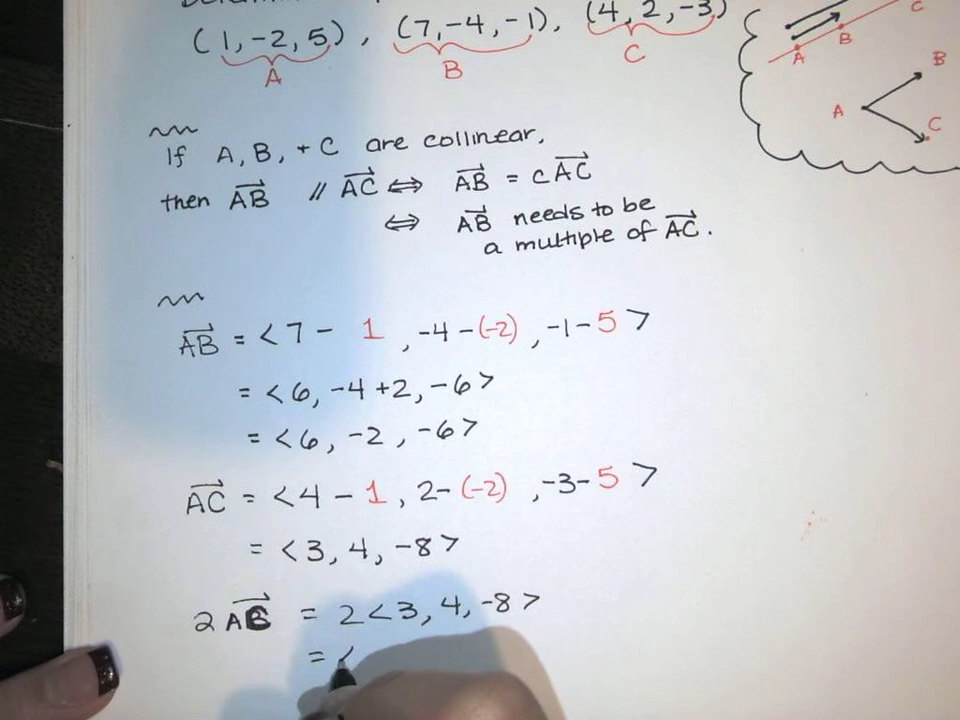 (1, -2, 5), (7, -4, -1), (4, 2, -3)
A B C
C
B
A
B
A
C
If A, B, + C are collinear,
then AB // AC ⇔ AB = cAC
⇔ AB needs to be
a multiple of AC.
AB = <7 - 1, -4 - (-2), -1 - 5>
= <6, -4 + 2, -6>
= <6, -2, -6>
AC = <4 - 1, 2 - (-2), -3 - 5>
= <3, 4, -8>
2AC = 2<3, 4, -8>
= <